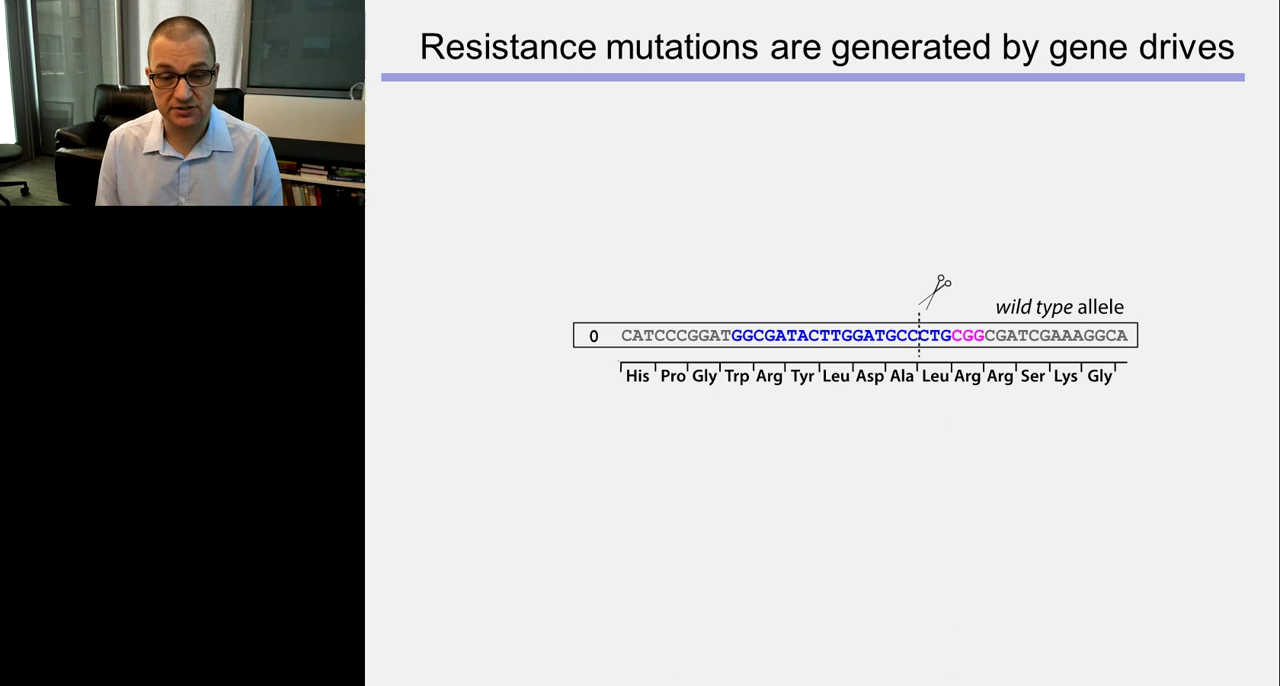 Resistance mutations are generated by gene drives
wild type allele
0 CATCCCGGATGGCGATACTTGGATGCCCTGCGGCGATCGAAAGGCA
His Pro Gly Trp Arg Tyr Leu Asp Ala Leu Arg Arg Ser Lys Gly